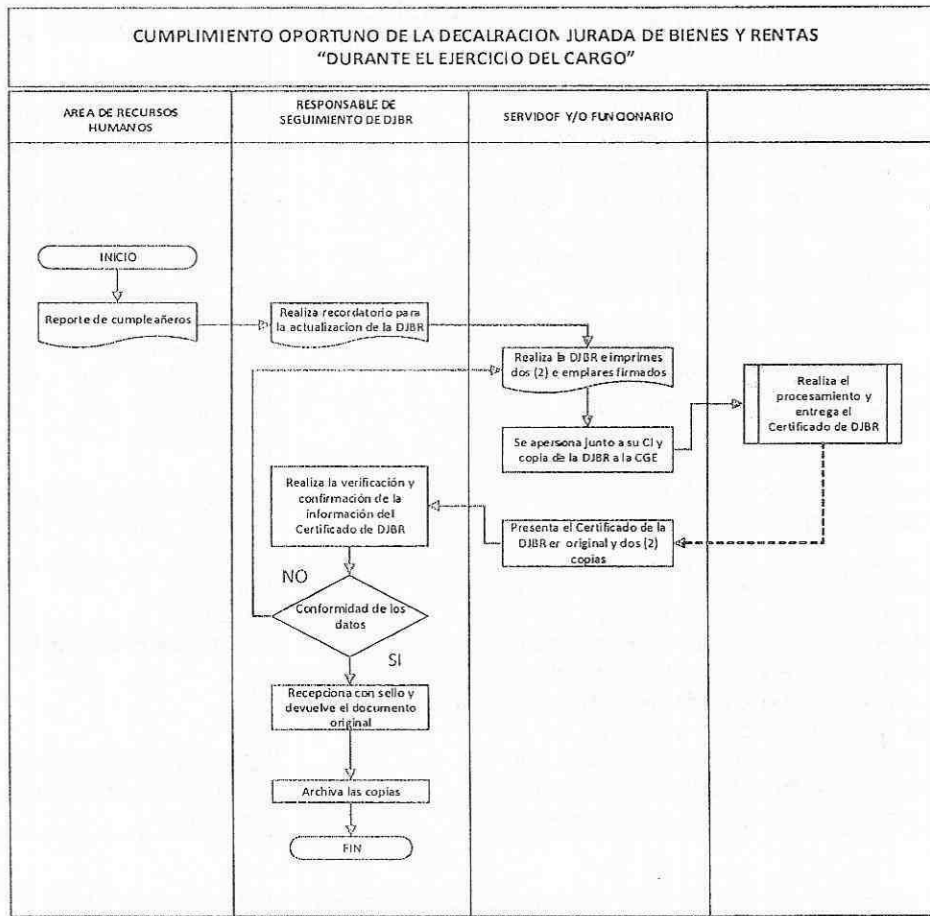 CUMPLIMIENTO OPORTUNO DE LA DECALRACION JURADA DE BIENES Y RENTAS
"DURANTE EL EJERCICIO DEL CARGO"
AREA DE RECURSOS
HUMANOS
RESPONSABLE DE
SEGUIMIENTO DE DJBR
SERVIDOF Y/O FUNCIONARIO
INICIO
Reporte de cumpleañeros
Realiza recordatorio para
la actualizacion de la DJBR
Realiza la DJBR e imprimes
dos (2) e emplares firmados
Realiza el
procesamiento y
entrega el
Certificado de DJBR
Se apersona junto a su CI y
copia de la DJBR a la CGE
Realiza la verificación y
confirmación de la
información del
Certificado de DJBR
Presenta el Certificado de la
DJBR er original y dos (2)
copias
NO
Conformidad de los
datos
SI
Recepciona con sello y
devuelve el documento
original
Archiva las copias
FIN